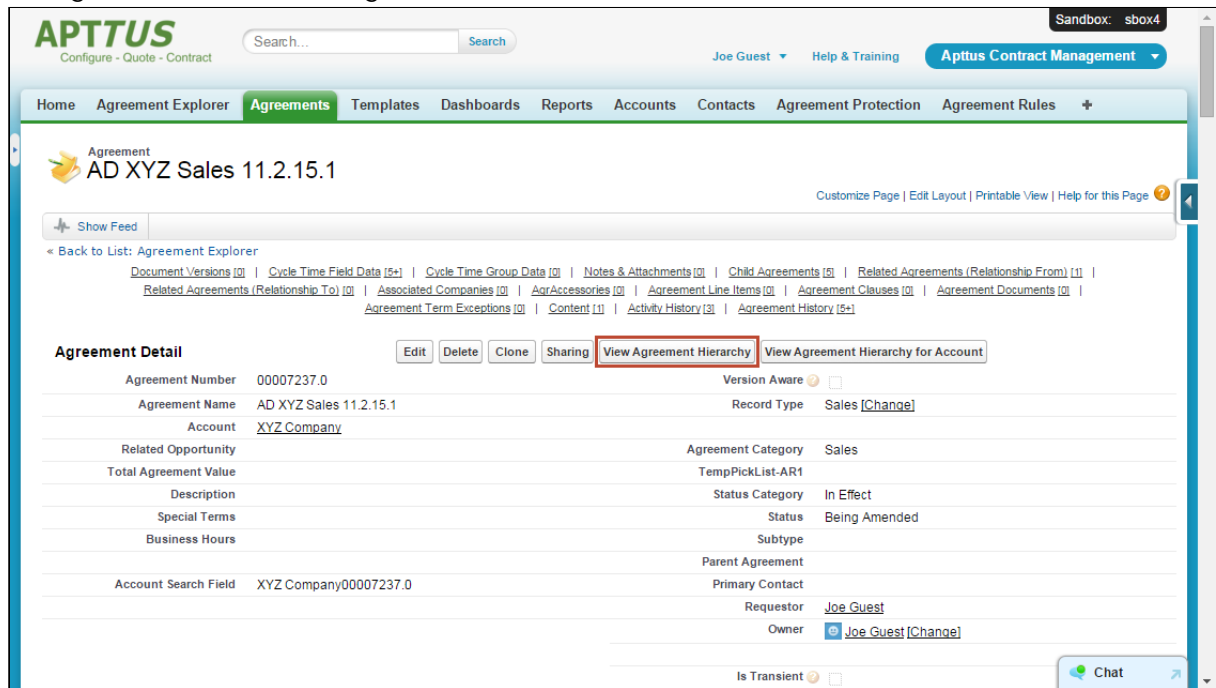 Sandbox: sbox4
APTTUS
Configure - Quote - Contract
Search...
Search
Joe Guest
Help & Training
Apttus Contract Management
Home Agreement Explorer Agreements Templates Dashboards Reports Accounts Contacts Agreement Protection Agreement Rules +
Agreement
AD XYZ Sales 11.2.15.1
Customize Page | Edit Layout | Printable View | Help for this Page
Show Feed
« Back to List: Agreement Explorer
Document Versions [0] | Cycle Time Field Data [5+] | Cycle Time Group Data [0] | Notes & Attachments [0] | Child Agreements [5] | Related Agreements (Relationship From) [1] |
Related Agreements (Relationship To) [0] | Associated Companies [0] | AgrAccessories [0] | Agreement Line Items [0] | Agreement Clauses [0] | Agreement Documents [0] |
Agreement Term Exceptions [0] | Content [1] | Activity History [3] | Agreement History [5+]
Agreement Detail Edit Delete Clone Sharing View Agreement Hierarchy View Agreement Hierarchy for Account
Agreement Number 00007237.0 Version Aware
Agreement Name AD XYZ Sales 11.2.15.1 Record Type Sales [Change]
Account XYZ Company
Related Opportunity Agreement Category Sales
Total Agreement Value TempPickList-AR1
Description Status Category In Effect
Special Terms Status Being Amended
Business Hours Subtype
Parent Agreement
Account Search Field XYZ Company00007237.0 Primary Contact
Requestor Joe Guest
Owner Joe Guest [Change]
Is Transient
Chat